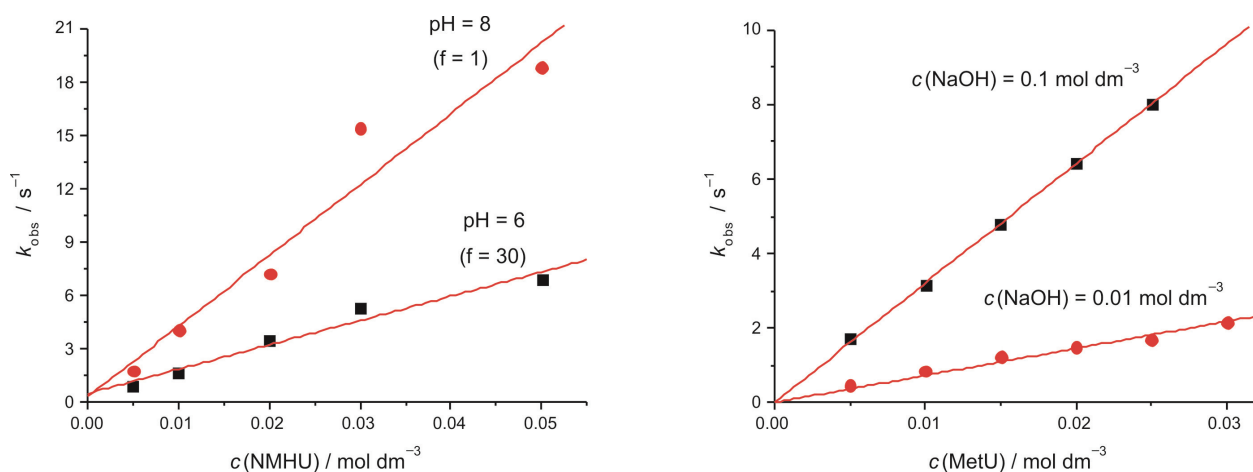 21
18
15
12
9
6
3
0
k obs / s⁻¹
pH = 8
(f = 1)
pH = 6
(f = 30)
0.00 0.01 0.02 0.03 0.04 0.05
c (NMHU) / mol dm⁻³
10
8
6
4
2
0
k obs / s⁻¹
c (NaOH) = 0.1 mol dm⁻³
c (NaOH) = 0.01 mol dm⁻³
0.00 0.01 0.02 0.03
c (MetU) / mol dm⁻³